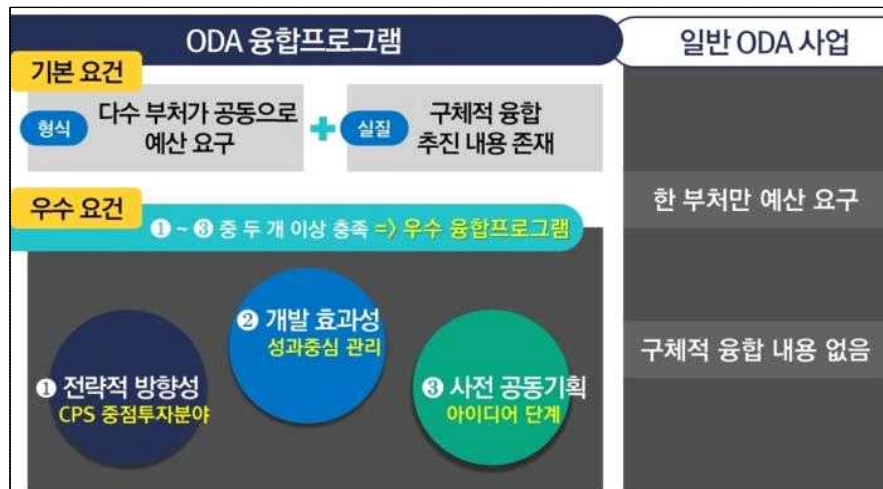 ODA 융합프로그램
일반 ODA 사업
기본 요건
형식
다수 부처가 공동으로
예산 요구
실질
구체적 융합
추진 내용 존재
우수 요건
❶ ~ ❸ 중 두 개 이상 충족 => 우수 융합프로그램
❶ 전략적 방향성
CPS 중점투자분야
❷ 개발 효과성
성과중심 관리
❸ 사전 공동기획
아이디어 단계
한 부처만 예산 요구
구체적 융합 내용 없음